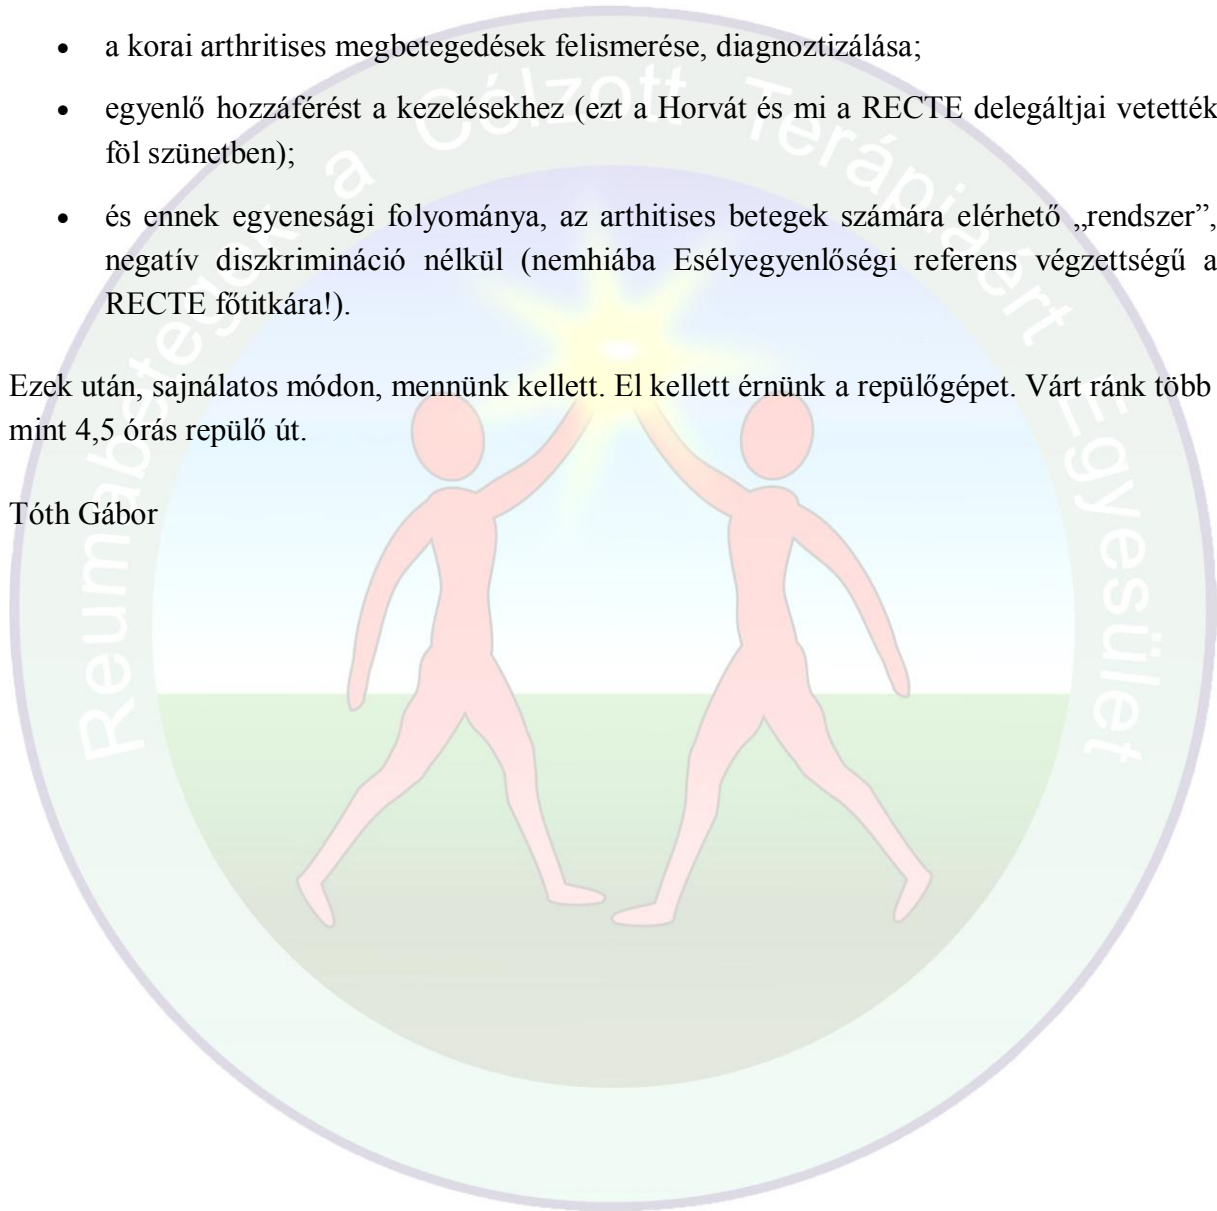 • a korai arthritises megbetegedések felismerése, diagnoztizálása;
• egyenlő hozzáférést a kezelésekhez (ezt a Horvát és mi a RECTE delegáltjai vetették
föl szünetben);
• és ennek egyenesági folyománya, az arthitises betegek számára elérhető „rendszer”,
negatív diszkrimináció nélkül (nemhiába Esélyegyenlőségi referens végzettségű a
RECTE főtitkára!).
Ezek után, sajnálatos módon, mennünk kellett. El kellett érnünk a repülőgépet. Várt ránk több
mint 4,5 órás repülő út.
Tóth Gábor
Reumabetegek a Célzott Terápiáért Egyesület